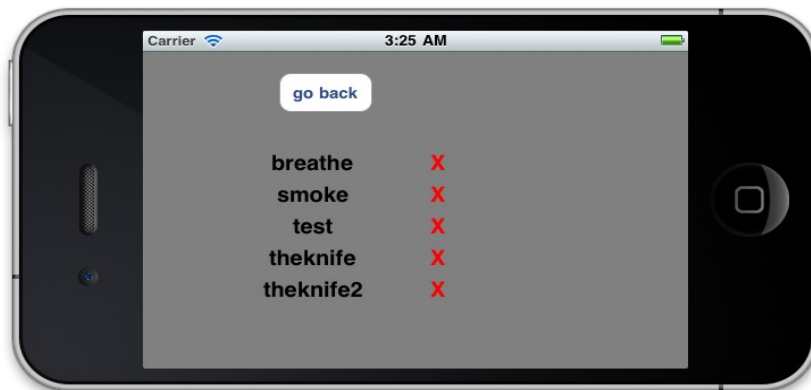 Carrier 3:25 AM
go back
breathe X
smoke X
test X
theknife X
theknife2 X